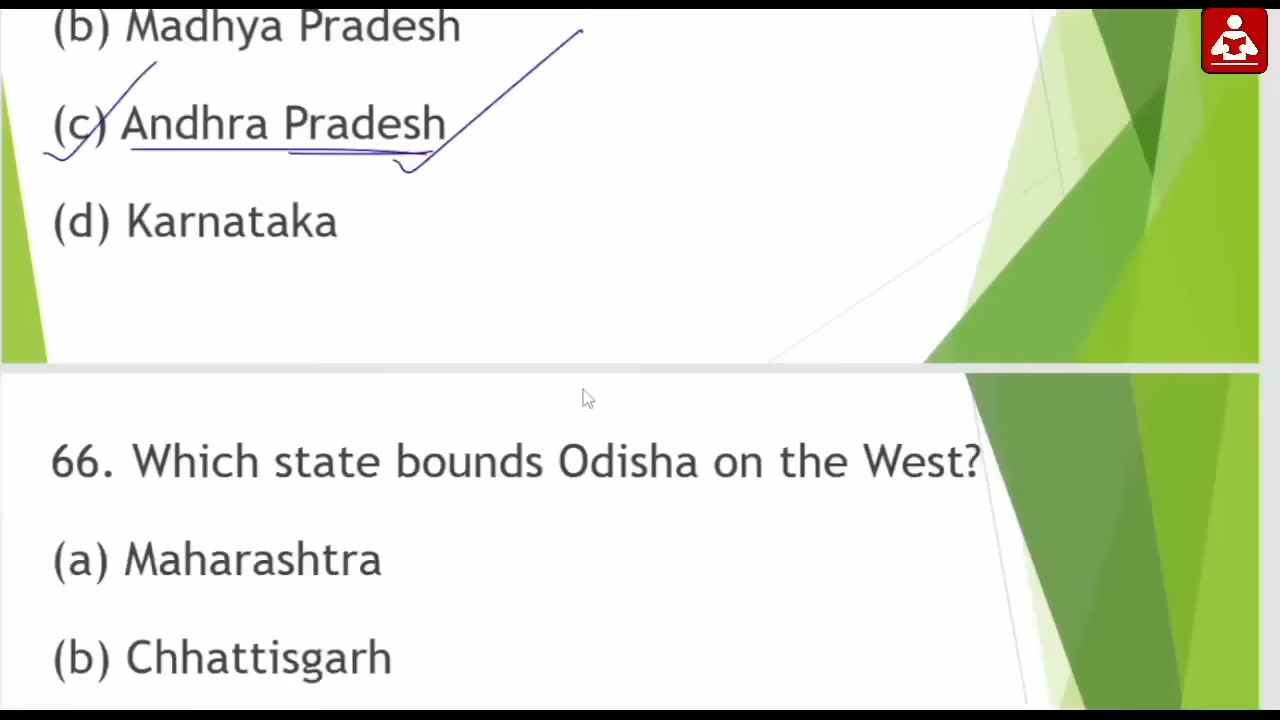 (b) Madhya Pradesh
(c) Andhra Pradesh
(d) Karnataka
66. Which state bounds Odisha on the West?
(a) Maharashtra
(b) Chhattisgarh